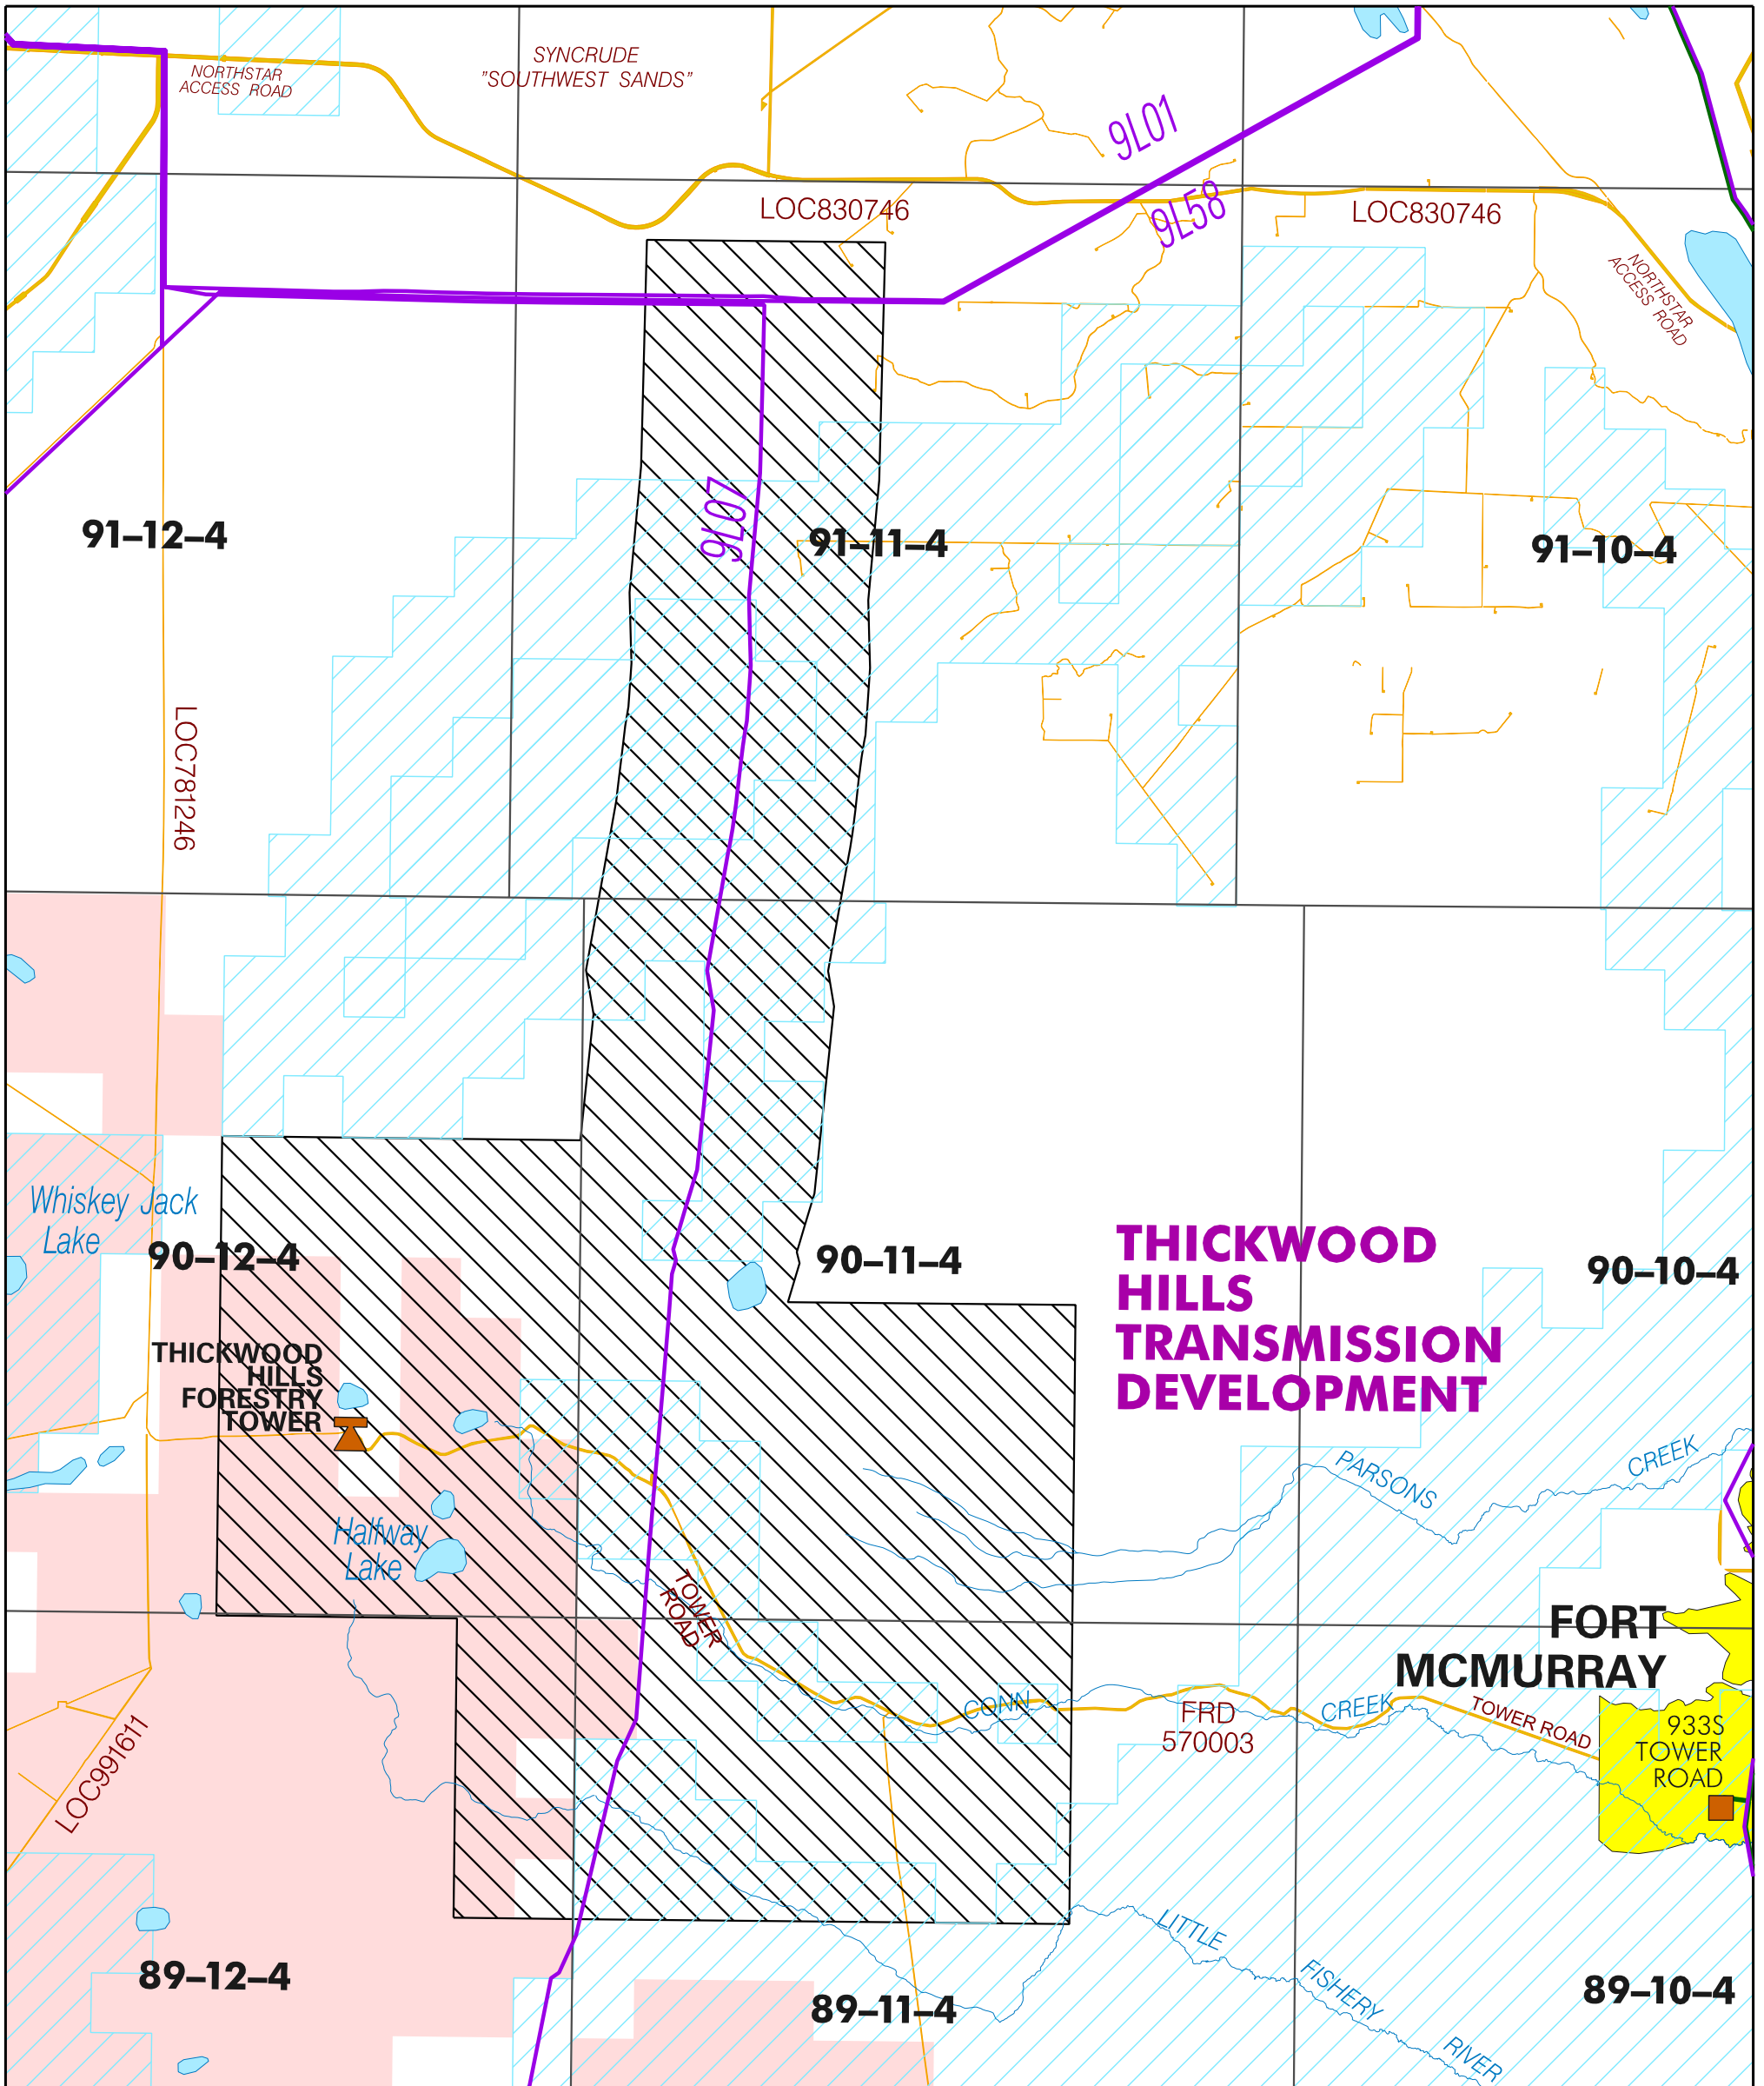 SYNCRUDE
”SOUTHWEST SANDS”
NORTHSTAR
ACCESS ROAD
9L01
9L58
LOC830746
LOC830746
NORTHSTAR
ACCESS ROAD
9L07
91–12–4
91–11–4
91–10–4
LOC781246
Whiskey Jack
Lake
90–12–4
90–11–4
90–10–4
THICKWOOD
HILLS
TRANSMISSION
DEVELOPMENT
THICKWOOD
HILLS
FORESTRY
TOWER
PARSONS
CREEK
Halfway
Lake
TOWER
ROAD
FORT
MCMURRAY
CONN
CREEK
FRD
570003
TOWER ROAD
933S
TOWER
ROAD
LOC991611
LITTLE
FISHERY
RIVER
89–12–4
89–11–4
89–10–4